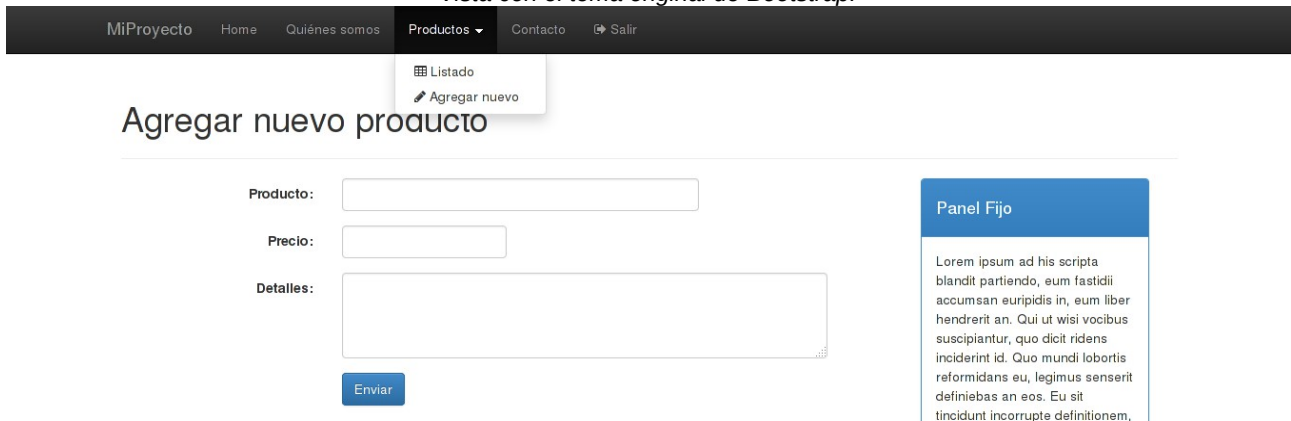 Vista con el tema original de Bootstrap.
MiProyecto Home Quiénes somos Productos Contacto Salir
Listado
Agregar nuevo
Agregar nuevo producto
Producto:
Precio:
Detalles:
Enviar
Panel Fijo
Lorem ipsum ad his scripta
blandit partiendo, eum fastidii
accumsan euripidis in, eum liber
hendrerit an. Qui ut wisi vocibus
suscipiantur, quo dicit ridens
inciderint id. Quo mundi lobortis
reformidans eu, legimus senserit
definiebas an eos. Eu sit
tincidunt incorrupte definitionem,